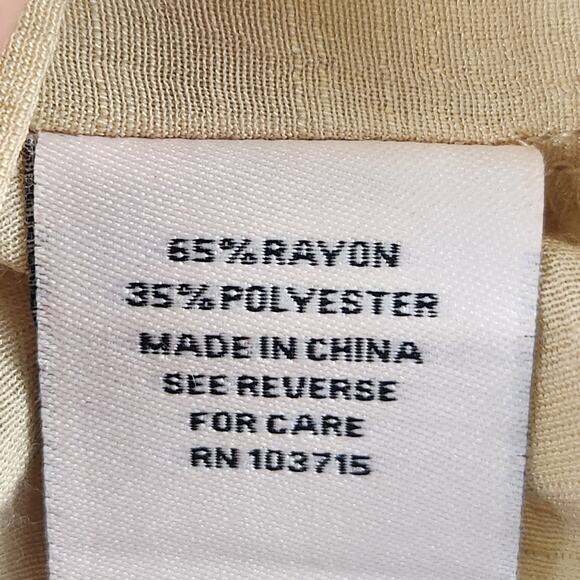 65% RAYON
35% POLYESTER
MADE IN CHINA
SEE REVERSE
FOR CARE
RN 103715